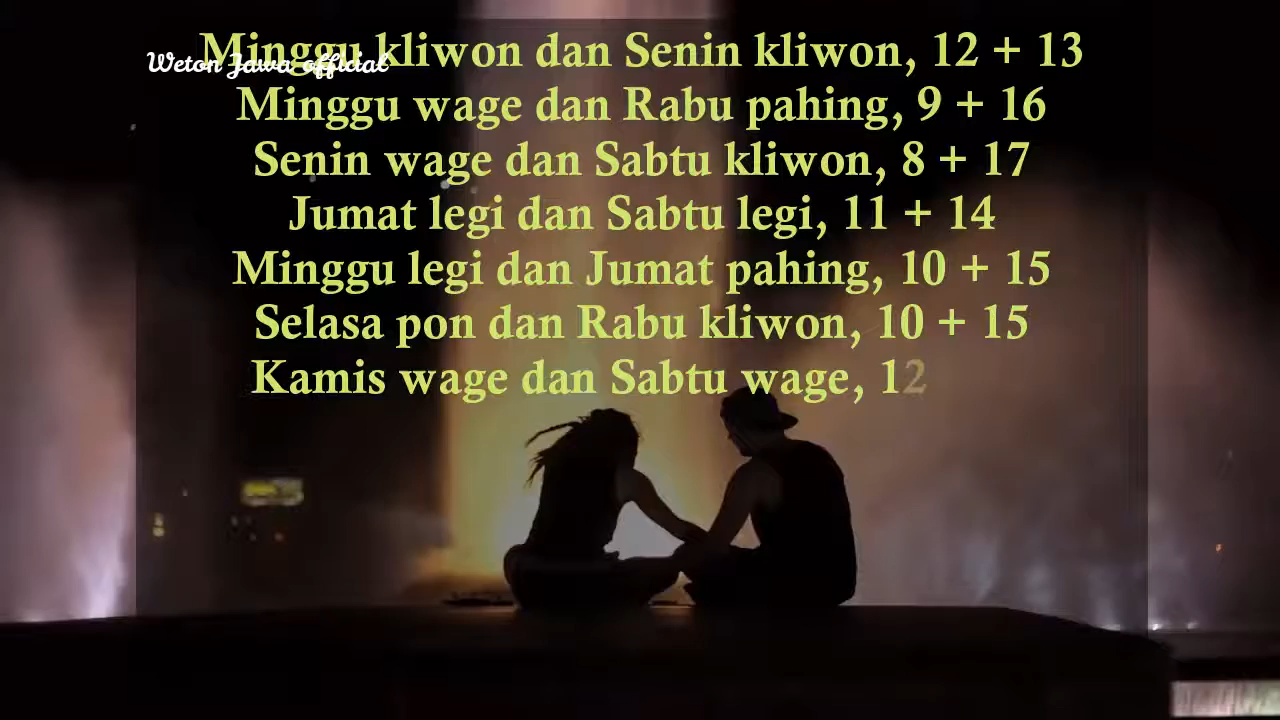 Minggu kliwon dan Senin kliwon, 12 + 13
Weton Jawa official
Minggu wage dan Rabu pahing, 9 + 16
Senin wage dan Sabtu kliwon, 8 + 17
Jumat legi dan Sabtu legi, 11 + 14
Minggu legi dan Jumat pahing, 10 + 15
Selasa pon dan Rabu kliwon, 10 + 15
Kamis wage dan Sabtu wage, 12